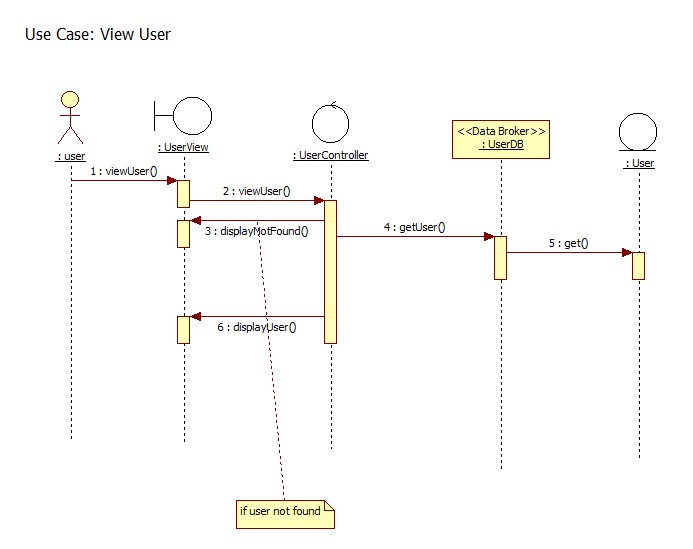 Use Case: View User
<<Data Broker>>
: UserDB
: user
: UserView
: UserController
: User
1 : viewUser()
2 : viewUser()
3 : displayNotFound()
4 : getUser()
5 : get()
6 : displayUser()
if user not found